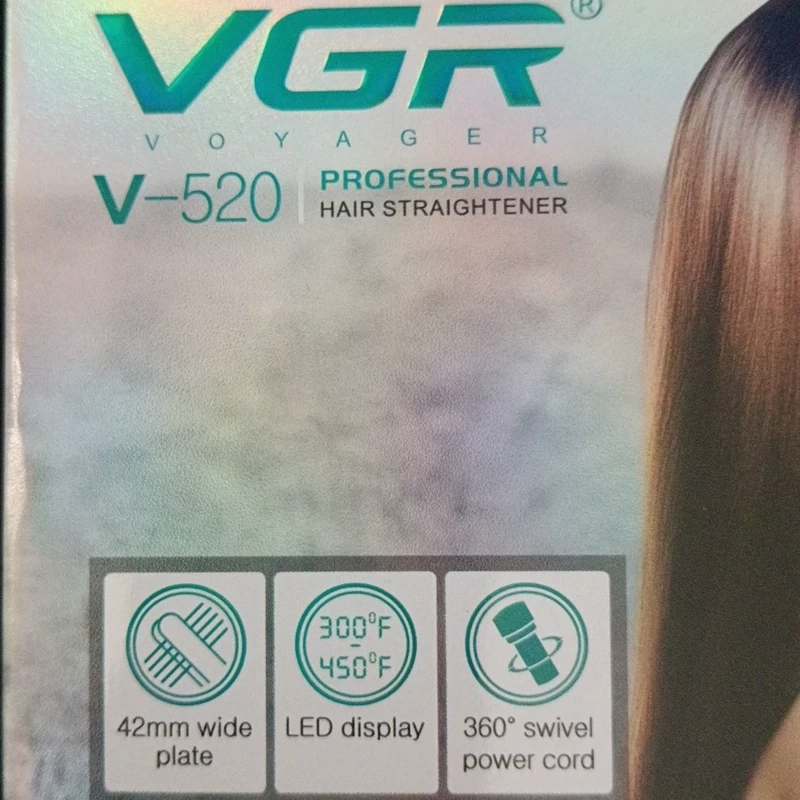 VGR®
VOYAGER
V-520
PROFESSIONAL
HAIR STRAIGHTENER
300°F
-
450°F
42mm wide
plate
LED display
360° swivel
power cord